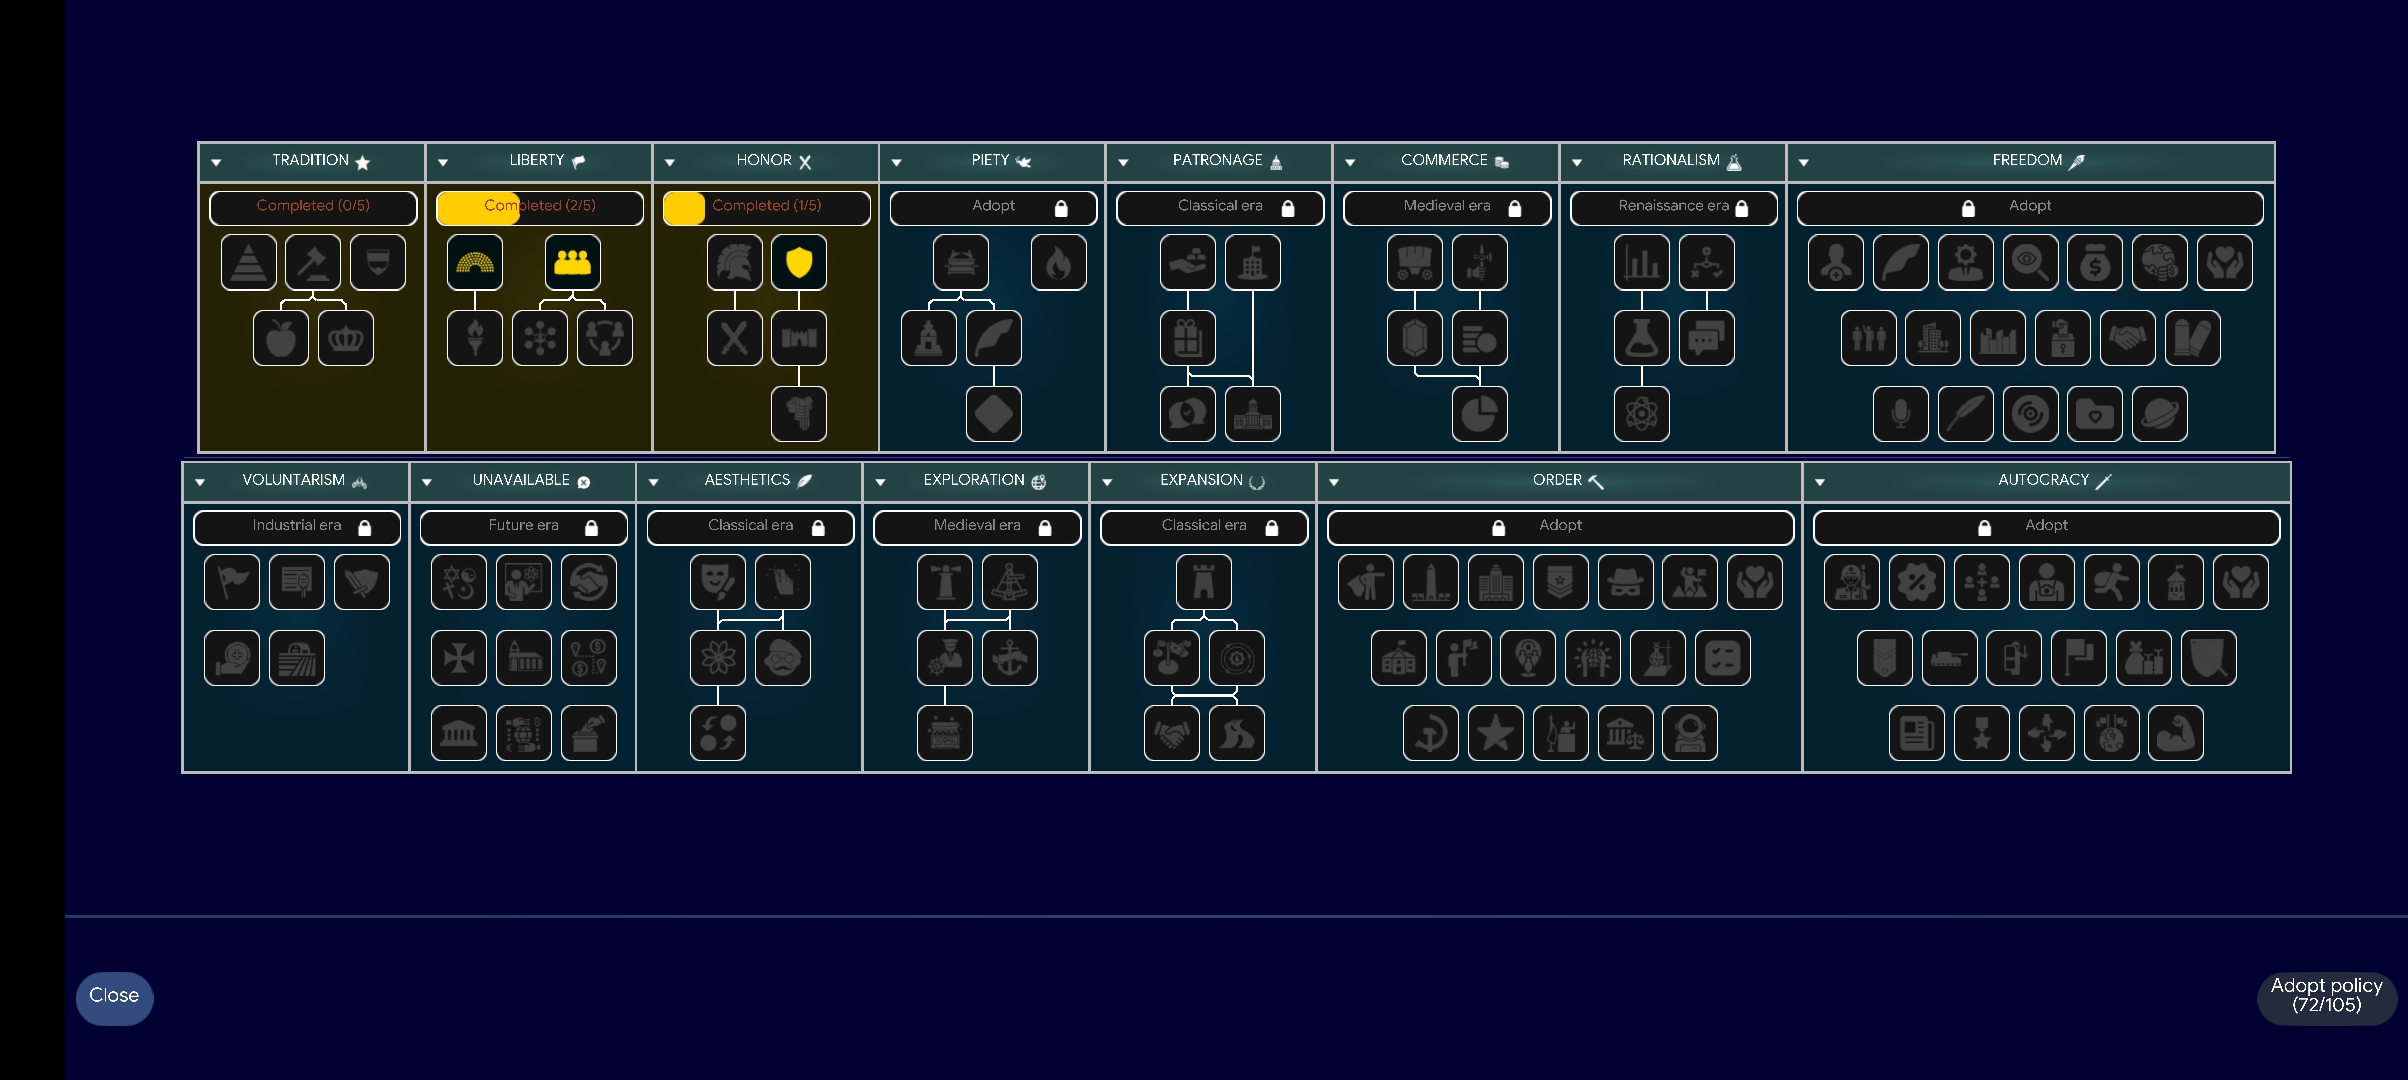 TRADITION
LIBERTY
HONOR
PIETY
PATRONAGE
COMMERCE
RATIONALISM
FREEDOM
Completed (0/5)
Completed (2/5)
Completed (1/5)
Adopt
Classical era
Medieval era
Renaissance era
Adopt
VOLUNTARISM
UNAVAILABLE
AESTHETICS
EXPLORATION
EXPANSION
ORDER
AUTOCRACY
Industrial era
Future era
Classical era
Medieval era
Classical era
Adopt
Adopt
Close
Adopt policy
(72/105)